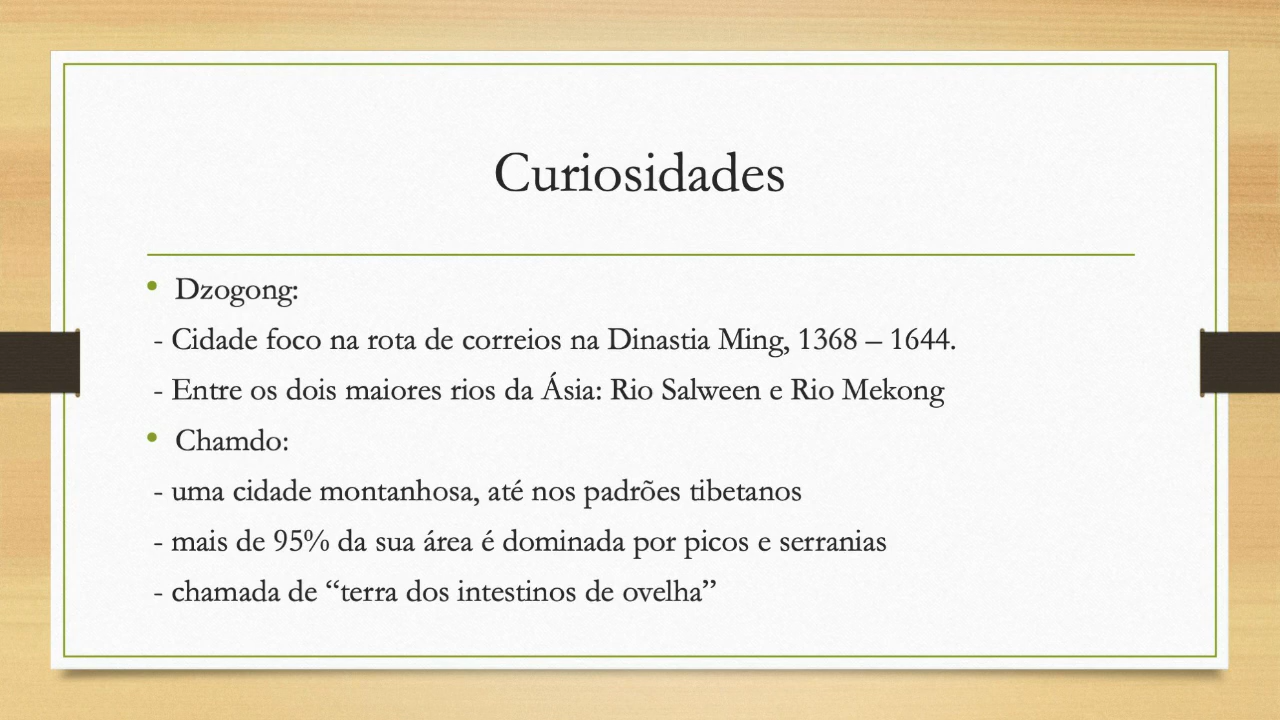 Curiosidades
• Dzogong:
- Cidade foco na rota de correios na Dinastia Ming, 1368 – 1644.
- Entre os dois maiores rios da Ásia: Rio Salween e Rio Mekong
• Chamdo:
- uma cidade montanhosa, até nos padrões tibetanos
- mais de 95% da sua área é dominada por picos e serranias
- chamada de “terra dos intestinos de ovelha”